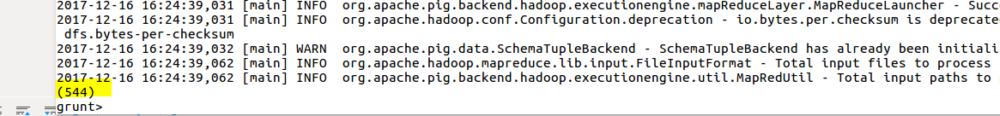 2017-12-16 16:24:39,031 [main] INFO  org.apache.pig.backend.hadoop.executionengine.mapReduceLayer.MapReduceLauncher - Succ
2017-12-16 16:24:39,031 [main] INFO  org.apache.hadoop.conf.Configuration.deprecation - io.bytes.per.checksum is deprecate
dfs.bytes-per-checksum
2017-12-16 16:24:39,032 [main] WARN  org.apache.pig.data.SchemaTupleBackend - SchemaTupleBackend has already been initiali
2017-12-16 16:24:39,062 [main] INFO  org.apache.hadoop.mapreduce.lib.input.FileInputFormat - Total input files to process
2017-12-16 16:24:39,062 [main] INFO  org.apache.pig.backend.hadoop.executionengine.util.MapRedUtil - Total input paths to
(544)
grunt>